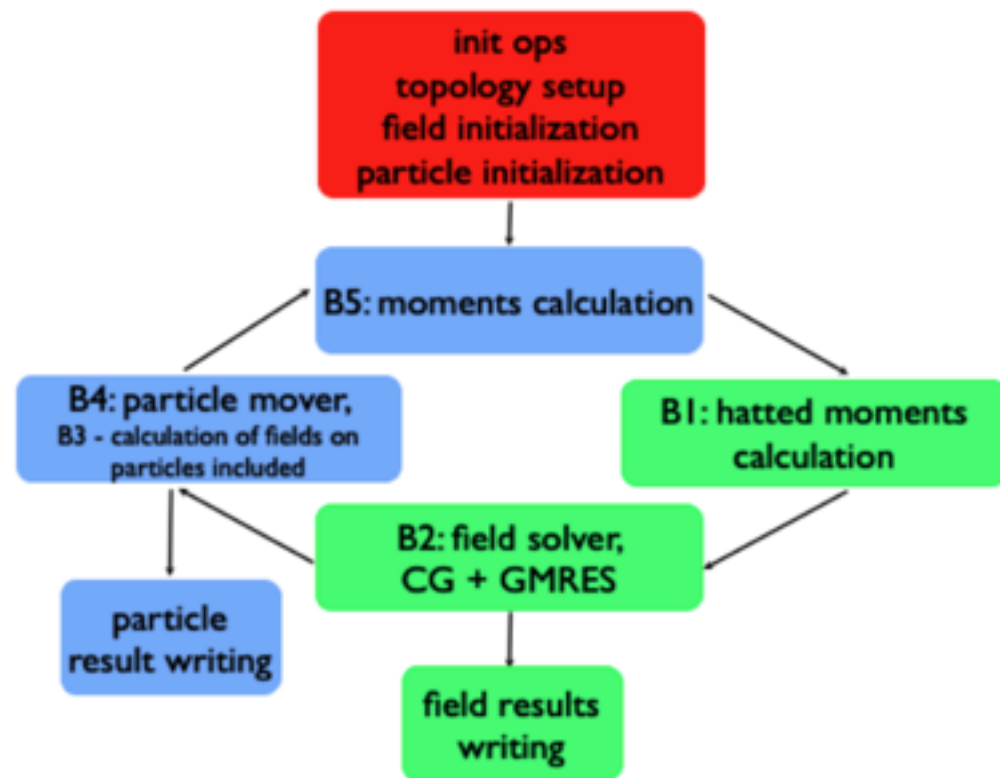 init ops
topology setup
field initialization
particle initialization
B5: moments calculation
B4: particle mover,
B3 - calculation of fields on
particles included
B1: hatted moments
calculation
B2: field solver,
CG + GMRES
particle
result writing
field results
writing